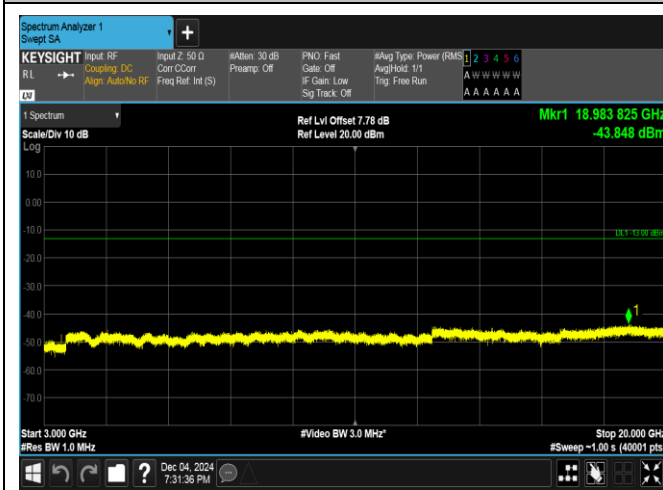 Spectrum Analyzer 1
Swept SA
+
KEYSIGHT
RL
LXI
Input: RF
Coupling: DC
Align: Auto/No RF
Input Z: 50 Ω
Corr CCorr
Freq Ref: Int (S)
#Atten: 30 dB
Preamp: Off
PNO: Fast
Gate: Off
IF Gain: Low
Sig Track: Off
#Avg Type: Power (RMS
Avg|Hold: 1/1
Trig: Free Run
1 2 3 4 5 6
A W W W W W
A A A A A A
1 Spectrum
Scale/Div 10 dB
Ref Lvl Offset 7.78 dB
Ref Level 20.00 dBm
Mkr1 18.983 825 GHz
-43.848 dBm
Log
10.0
0.00
-10.0
DL1 -13.00 dBm
-20.0
-30.0
-40.0
1
-50.0
-60.0
-70.0
Start 3.000 GHz
#Res BW 1.0 MHz
#Video BW 3.0 MHz*
Stop 20.000 GHz
#Sweep ~1.00 s (40001 pts
?
Dec 04, 2024
7:31:36 PM